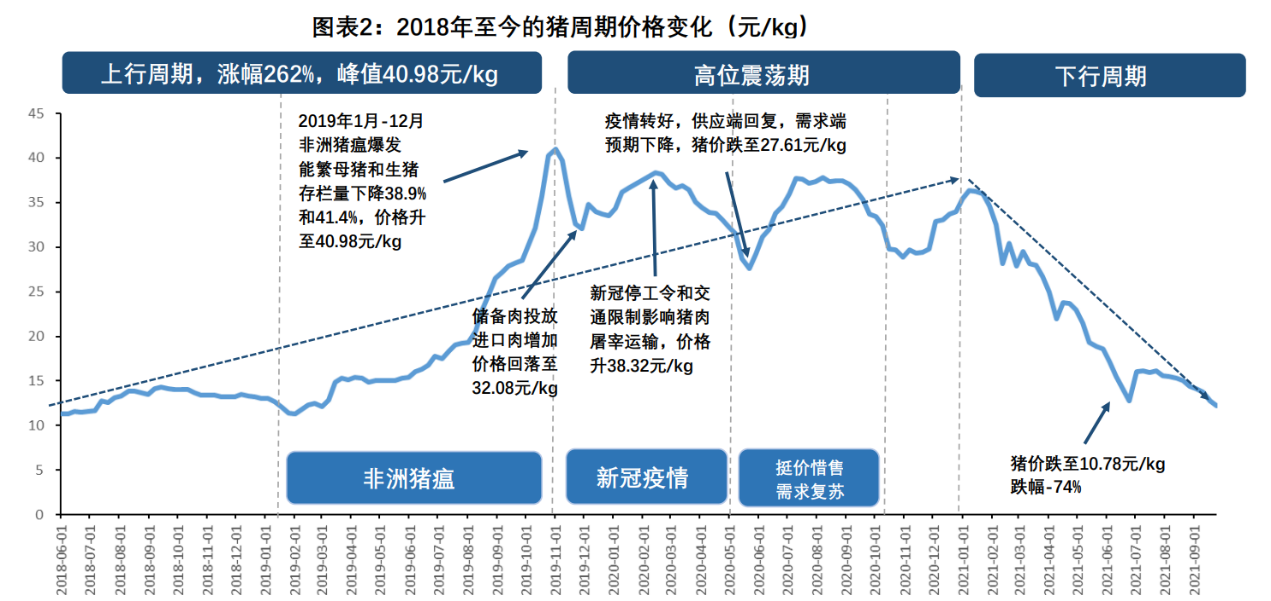 图表2：2018年至今的猪周期价格变化（元/kg）
上行周期，涨幅262%，峰值40.98元/kg
高位震荡期
下行周期
2019年1月-12月
非洲猪瘟爆发
能繁母猪和生猪
存栏量下降38.9%
和41.4%，价格升
至40.98元/kg
疫情转好，供应端回复，需求端
预期下降，猪价跌至27.61元/kg
储备肉投放
进口肉增加
价格回落至
32.08元/kg
新冠停工令和交
通限制影响猪肉
屠宰运输，价格
升38.32元/kg
猪价跌至10.78元/kg
跌幅-74%
非洲猪瘟
新冠疫情
挺价惜售
需求复苏
45
40
35
30
25
20
15
10
5
0
2018-06-01
2018-07-01
2018-08-01
2018-09-01
2018-10-01
2018-11-01
2018-12-01
2019-01-01
2019-02-01
2019-03-01
2019-04-01
2019-05-01
2019-06-01
2019-07-01
2019-08-01
2019-09-01
2019-10-01
2019-11-01
2019-12-01
2020-01-01
2020-02-01
2020-03-01
2020-04-01
2020-05-01
2020-06-01
2020-07-01
2020-08-01
2020-09-01
2020-10-01
2020-11-01
2020-12-01
2021-01-01
2021-02-01
2021-03-01
2021-04-01
2021-05-01
2021-06-01
2021-07-01
2021-08-01
2021-09-01